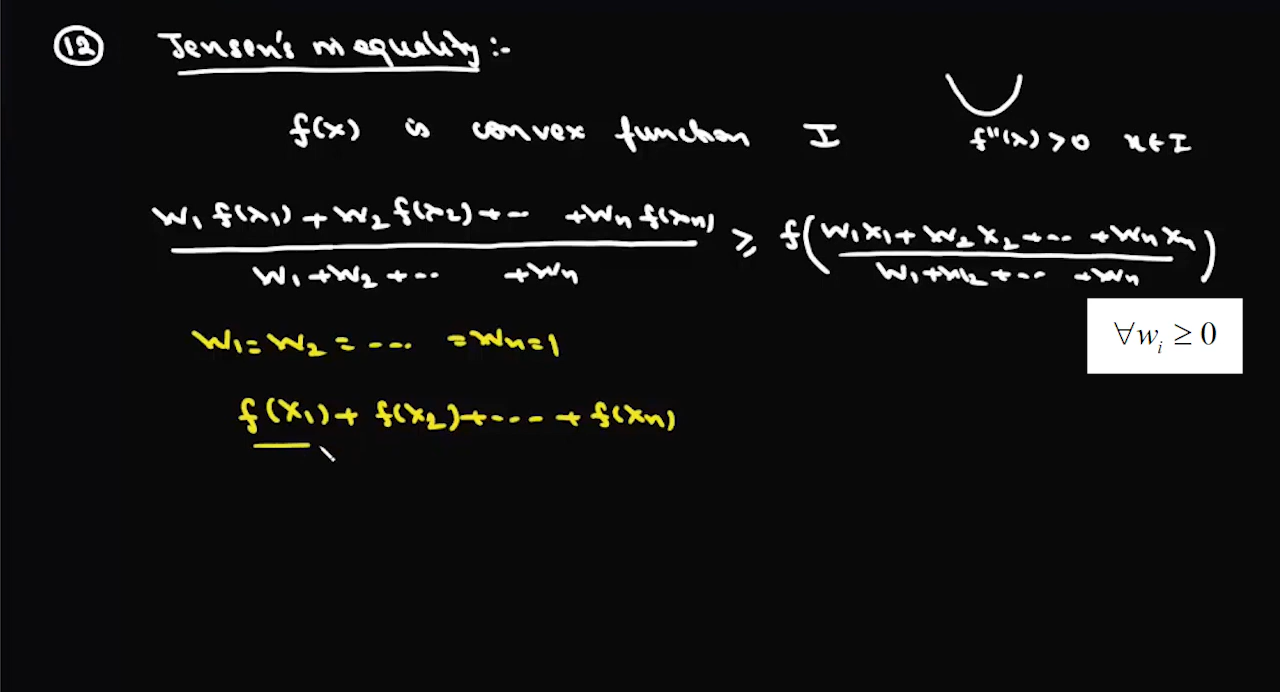 (12) Jensen's inequality :-
f(x) is convex function I f''(x) > 0 x ∈ I
w₁ f(x₁) + w₂ f(x₂) + ... + wₙ f(xₙ) / w₁ + w₂ + ... + wₙ ≥ f( w₁x₁ + w₂x₂ + ... + wₙxₙ / w₁ + w₂ + ... + wₙ )
∀wᵢ ≥ 0
w₁ = w₂ = ... = wₙ = 1
f(x₁) + f(x₂) + ... + f(xₙ)